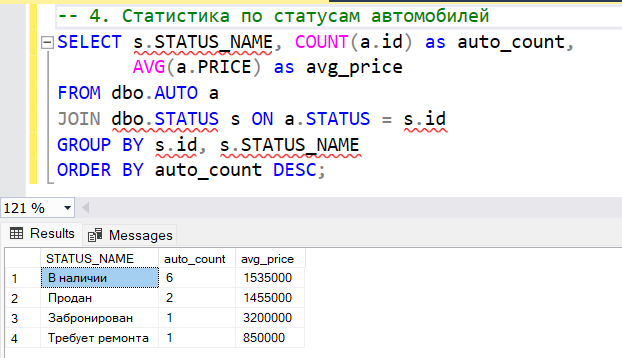 -- 4. Статистика по статусам автомобилей
SELECT s.STATUS_NAME, COUNT(a.id) as auto_count,
AVG(a.PRICE) as avg_price
FROM dbo.AUTO a
JOIN dbo.STATUS s ON a.STATUS = s.id
GROUP BY s.id, s.STATUS_NAME
ORDER BY auto_count DESC;
121 %
Results Messages
STATUS_NAME auto_count avg_price
1 В наличии 6 1535000
2 Продан 2 1455000
3 Забронирован 1 3200000
4 Требует ремонта 1 850000